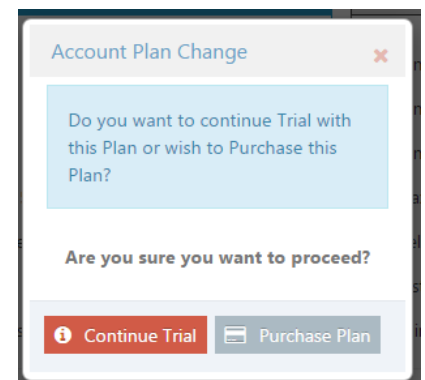 Account Plan Change
Do you want to continue Trial with
this Plan or wish to Purchase this
Plan?
Are you sure you want to proceed?
Continue Trial
Purchase Plan